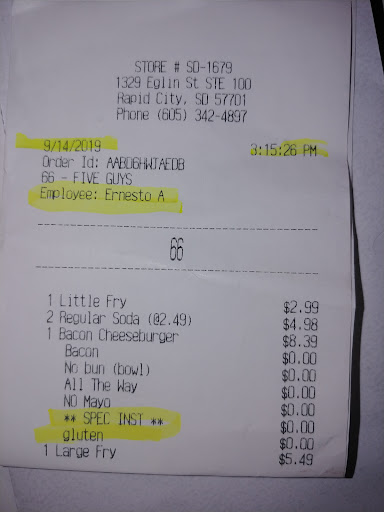 STORE # SD-1679
1329 Eglin St STE 100
Rapid City, SD 57701
Phone (605) 342-4897
9/14/2019 3:15:26 PM
Order Id: AABD6HWJAEDB
66 - FIVE GUYS
Employee: Ernesto A
66
1 Little Fry $2.99
2 Regular Soda (@2.49) $4.98
1 Bacon Cheeseburger $8.39
Bacon $0.00
No bun (bowl) $0.00
All The Way $0.00
NO Mayo $0.00
** SPEC INST ** $0.00
gluten $0.00
1 Large Fry $5.49